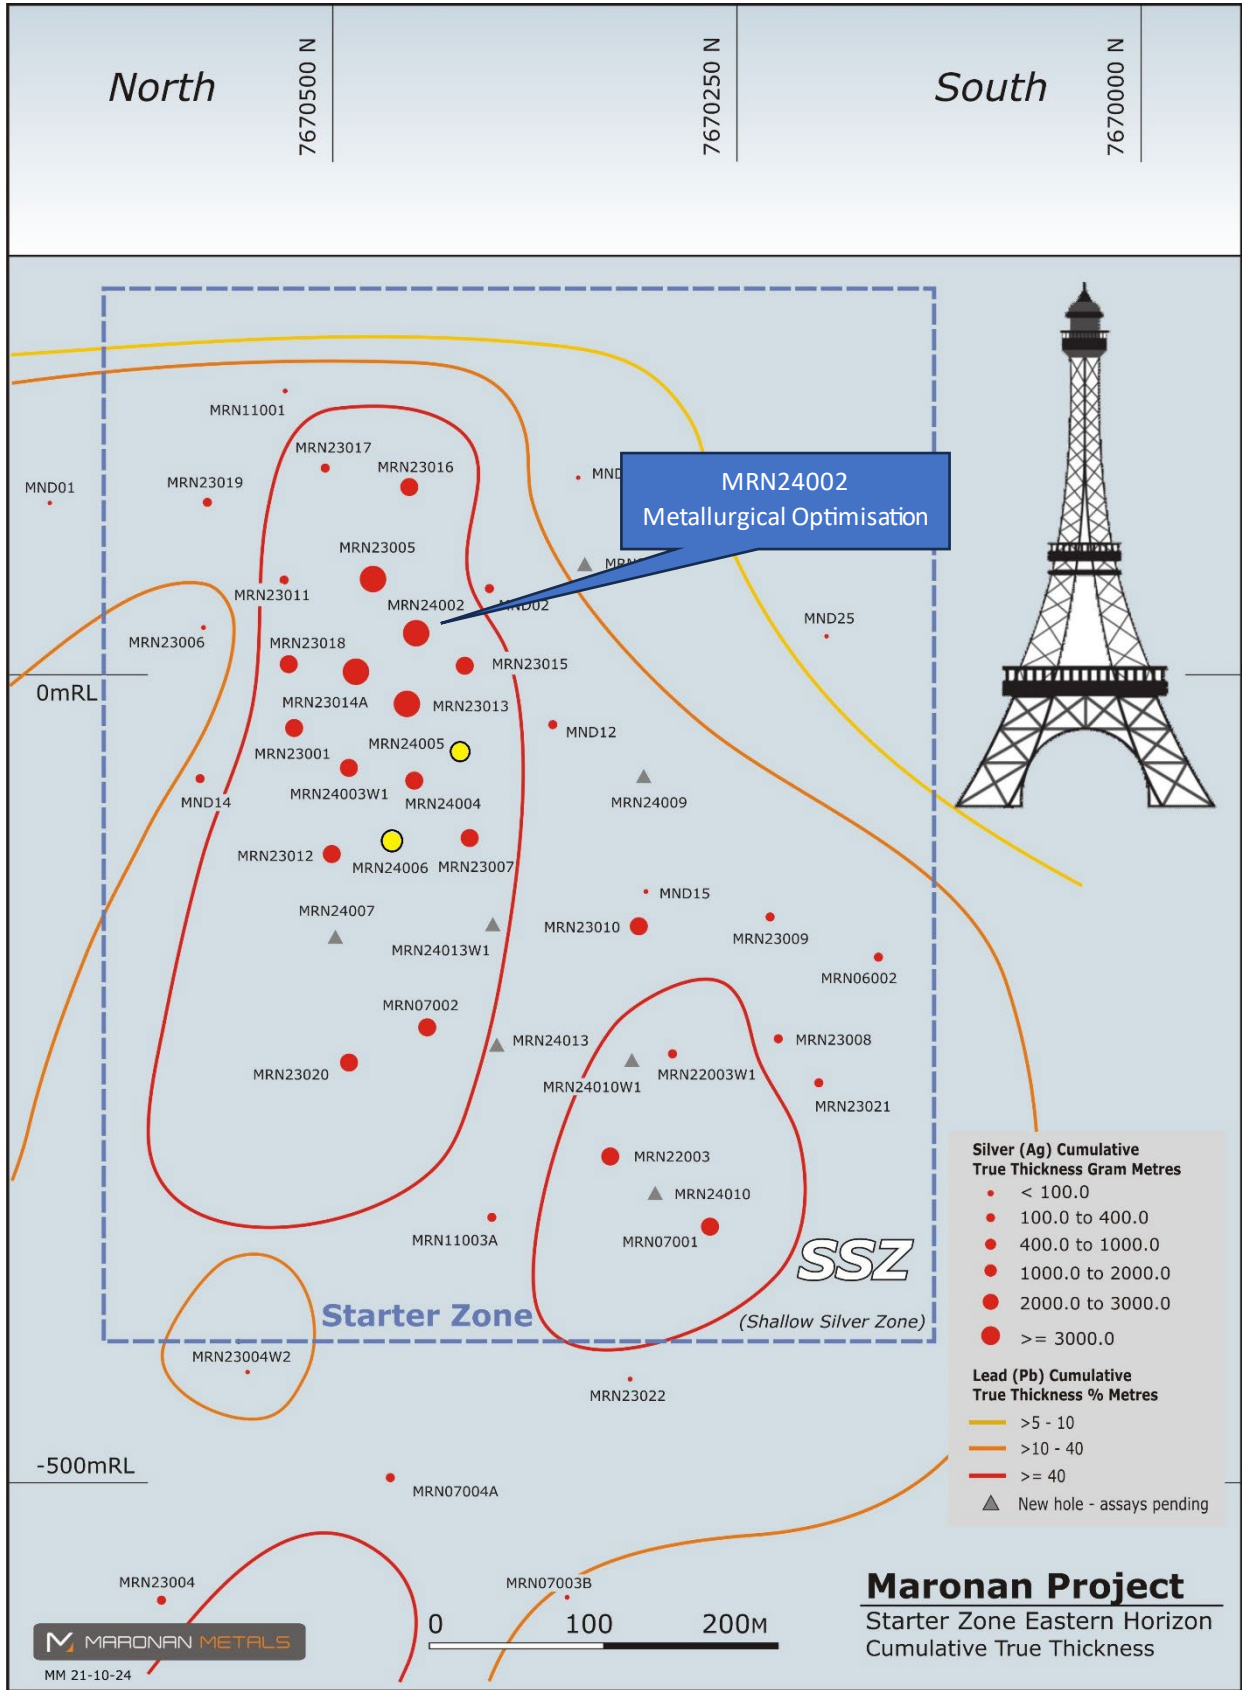 North
7670500 N
7670250 N
South
7670000 N
MRN11001
MRN23017
MRN23016
MND01
MRN23019
MRN24002
Metallurgical Optimisation
MRN23005
MRN23011
MRN24002
MND02
MRN23006
MRN23018
MRN23015
MND25
0mRL
MRN23014A
MRN23013
MRN23001
MRN24005
MND12
MND14
MRN24003W1
MRN24004
MRN24009
MRN23012
MRN24006
MRN23007
MRN24007
MND15
MRN24013W1
MRN23010
MRN23009
MRN06002
MRN07002
MRN24013
MRN23008
MRN23020
MRN24010W1
MRN22003W1
MRN23021
MRN22003
MRN24010
MRN11003A
MRN07001
SSZ
Starter Zone
(Shallow Silver Zone)
MRN23004W2
MRN23022
-500mRL
MRN07004A
MRN23004
MRN07003B
Silver (Ag) Cumulative
True Thickness Gram Metres
< 100.0
100.0 to 400.0
400.0 to 1000.0
1000.0 to 2000.0
2000.0 to 3000.0
>= 3000.0
Lead (Pb) Cumulative
True Thickness % Metres
>5 - 10
>10 - 40
>= 40
New hole - assays pending
MARONAN METALS
MM 21-10-24
0 100 200M
Maronan Project
Starter Zone Eastern Horizon
Cumulative True Thickness